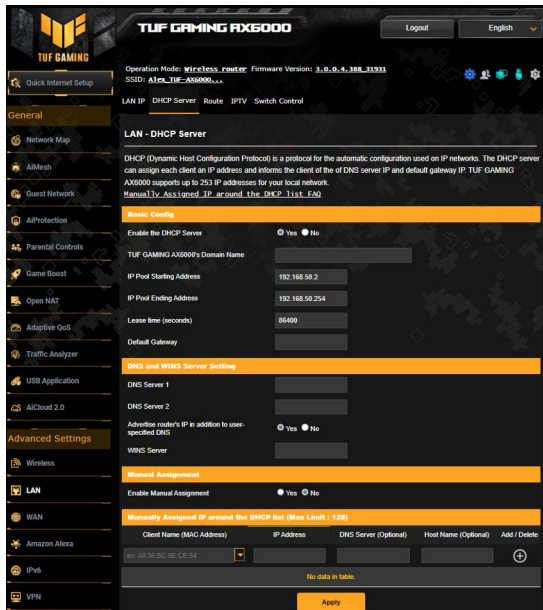 TUF GAMING AX6000
Logout
English
TUF GAMING
Operation Mode: Wireless router Firmware Version: 3.0.0.4.388_31931
SSID: Alex_TUF-AX6000...
Quick Internet Setup
LAN IP DHCP Server Route IPTV Switch Control
General
Network Map
AiMesh
Guest Network
AiProtection
Parental Controls
Game Boost
Open NAT
Adaptive QoS
Traffic Analyzer
USB Application
AiCloud 2.0
Advanced Settings
Wireless
LAN
WAN
Amazon Alexa
IPv6
VPN
LAN - DHCP Server
DHCP (Dynamic Host Configuration Protocol) is a protocol for the automatic configuration used on IP networks. The DHCP server
can assign each client an IP address and informs the client of the of DNS server IP and default gateway IP. TUF GAMING
AX6000 supports up to 253 IP addresses for your local network.
Manually Assigned IP around the DHCP list FAQ
Basic Config
Enable the DHCP Server Yes No
TUF GAMING AX6000's Domain Name
IP Pool Starting Address 192.168.50.2
IP Pool Ending Address 192.168.50.254
Lease time (seconds) 86400
Default Gateway
DNS and WINS Server Setting
DNS Server 1
DNS Server 2
Advertise router's IP in addition to user-
specified DNS Yes No
WINS Server
Manual Assignment
Enable Manual Assignment Yes No
Manually Assigned IP around the DHCP list (Max Limit : 128)
Client Name (MAC Address) IP Address DNS Server (Optional) Host Name (Optional) Add / Delete
ex: A0:36:BC:9E:CE:54
No data in table.
Apply